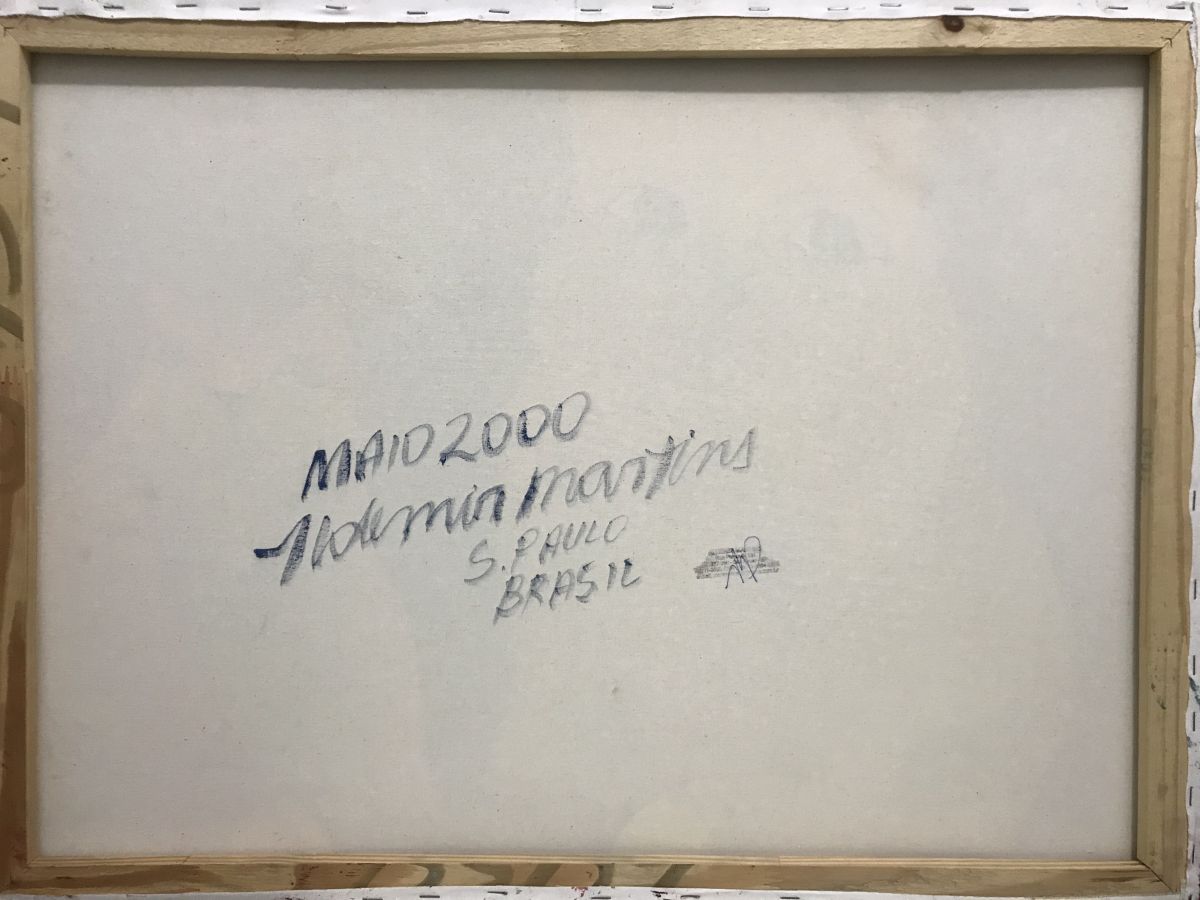 MAIO 2000
Aldemir Martins
S. PAULO
BRASIL